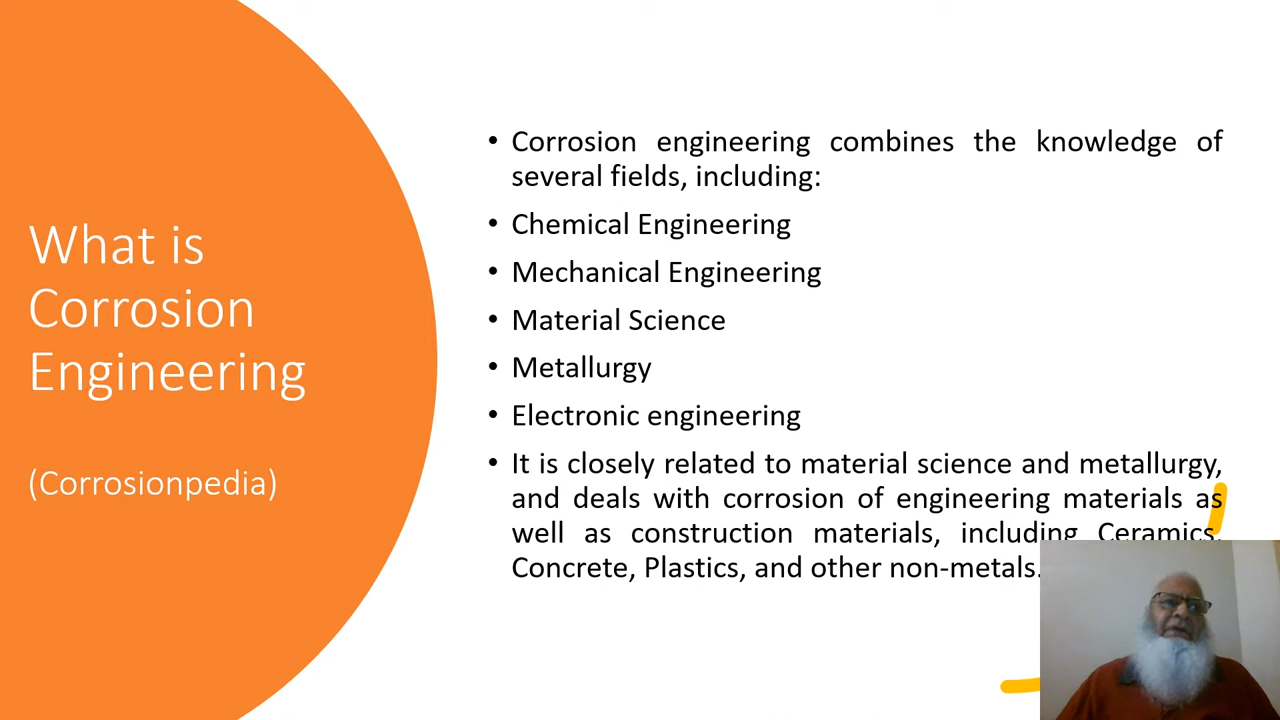 What is
Corrosion
Engineering
(Corrosionpedia)
• Corrosion engineering combines the knowledge of
several fields, including:
• Chemical Engineering
• Mechanical Engineering
• Material Science
• Metallurgy
• Electronic engineering
• It is closely related to material science and metallurgy,
and deals with corrosion of engineering materials as
well as construction materials, including Ceramics,
Concrete, Plastics, and other non-metals.